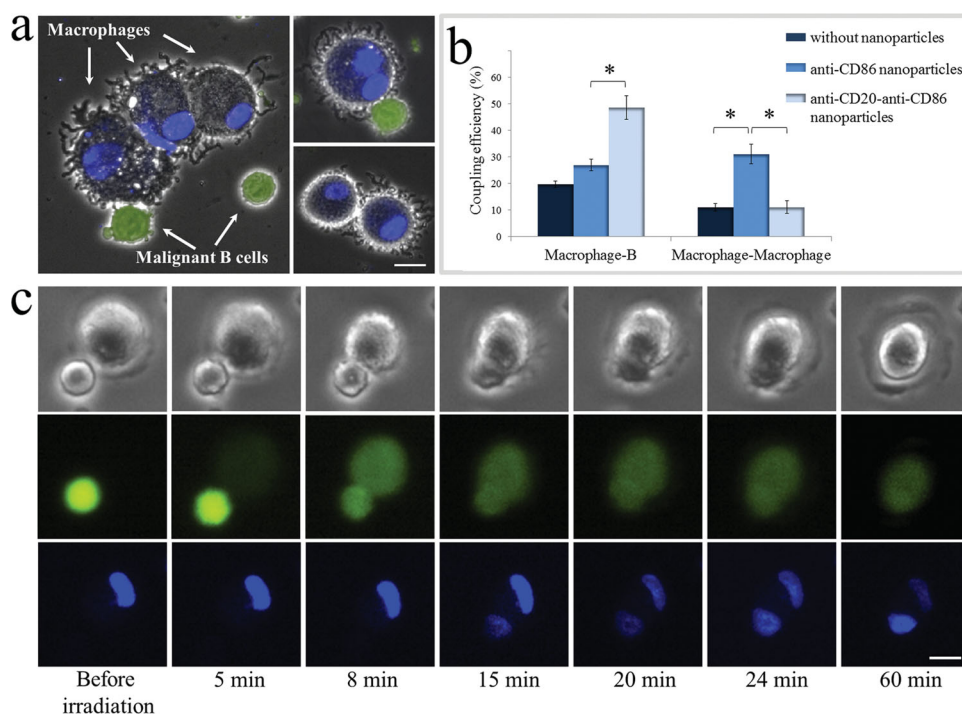 a
Macrophages
Malignant B cells
b
Coupling efficiency (%)
60
50
40
30
20
10
0
*
*
*
Macrophage-B
Macrophage-Macrophage
without nanoparticles
anti-CD86 nanoparticles
anti-CD20-anti-CD86
nanoparticles
c
Before
irradiation
5 min
8 min
15 min
20 min
24 min
60 min